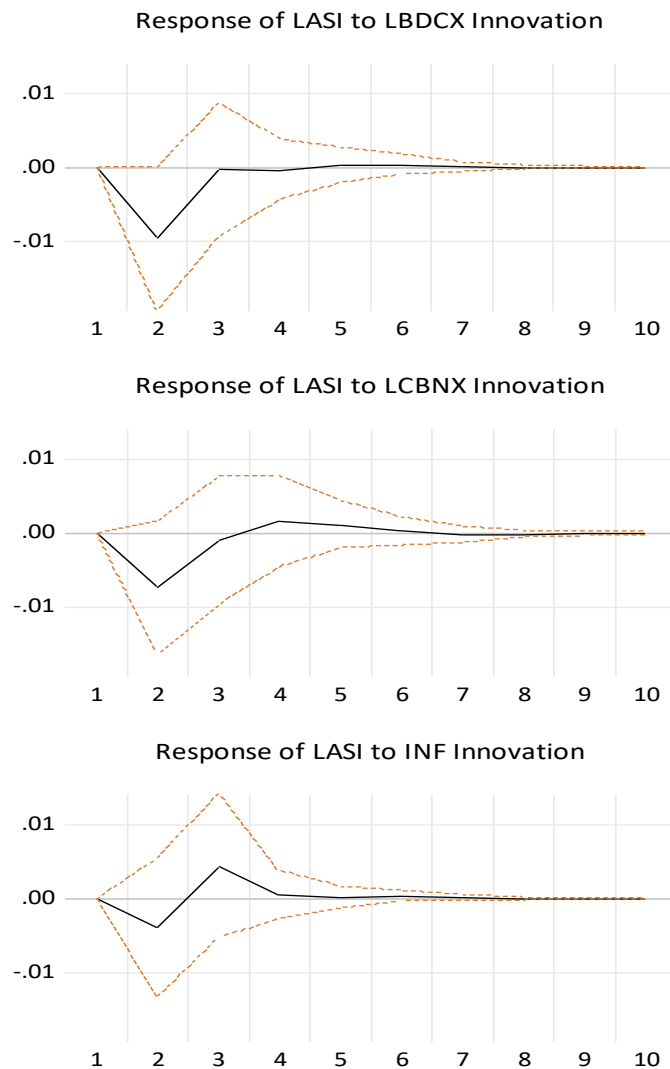 Response of LASI to LBDCX Innovation
.01
.00
-.01
1 2 3 4 5 6 7 8 9 10
Response of LASI to LCBNX Innovation
.01
.00
-.01
1 2 3 4 5 6 7 8 9 10
Response of LASI to INF Innovation
.01
.00
-.01
1 2 3 4 5 6 7 8 9 10